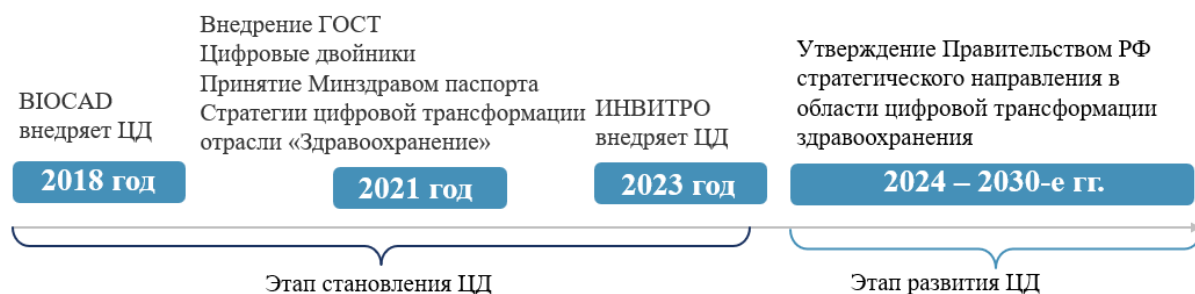 BIOCAD
внедряет ЦД
2018 год
Внедрение ГОСТ
Цифровые двойники
Принятие Минздравом паспорта
Стратегии цифровой трансформации
отрасли «Здравоохранение»
2021 год
ИНВИТРО
внедряет ЦД
2023 год
Утверждение Правительством РФ
стратегического направления в
области цифровой трансформации
здравоохранения
2024 – 2030-е гг.
Этап становления ЦД
Этап развития ЦД